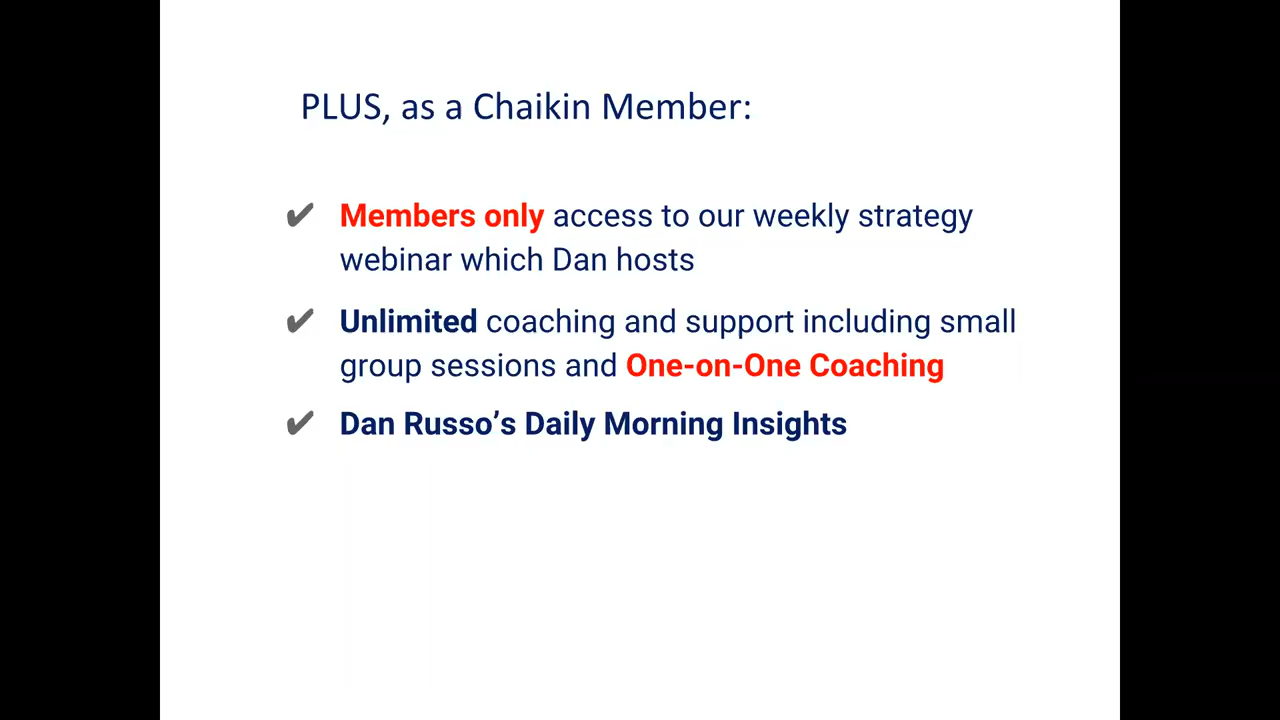 PLUS, as a Chaikin Member:
✔ Members only access to our weekly strategy
webinar which Dan hosts
✔ Unlimited coaching and support including small
group sessions and One-on-One Coaching
✔ Dan Russo’s Daily Morning Insights